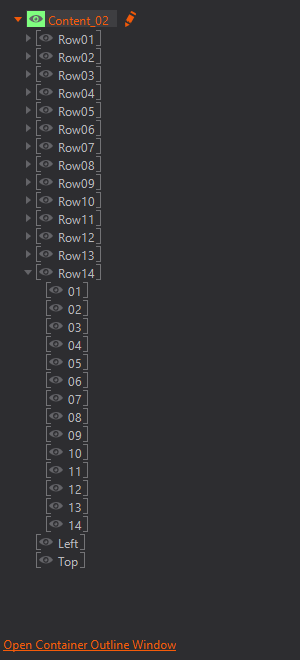 Content_02
Row01
Row02
Row03
Row04
Row05
Row06
Row07
Row08
Row09
Row10
Row11
Row12
Row13
Row14
01
02
03
04
05
06
07
08
09
10
11
12
13
14
Left
Top
Open Container Outline Window